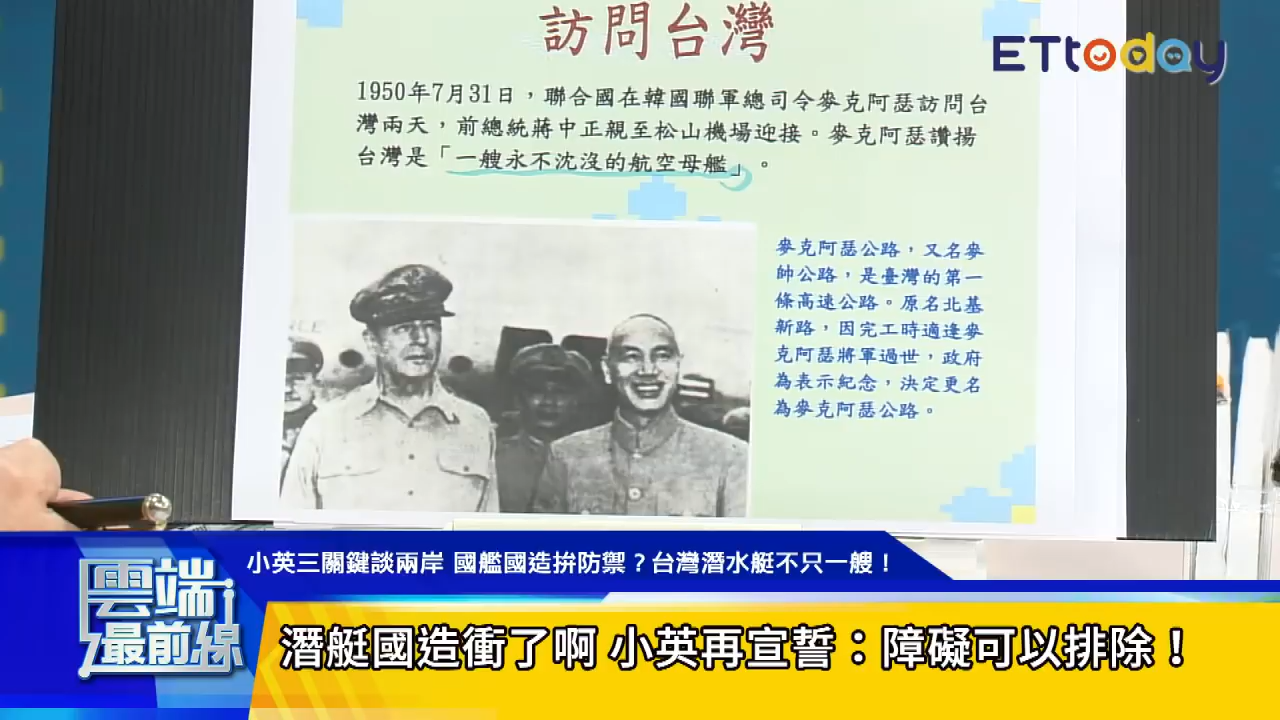 訪問台灣
ETtoday
1950年7月31日，聯合國在韓國聯軍總司令麥克阿瑟訪問台
灣兩天，前總統蔣中正親至松山機場迎接。麥克阿瑟讚揚
台灣是「一艘永不沈沒的航空母艦」。
麥克阿瑟公路，又名麥
帥公路，是臺灣的第一
條高速公路。原名北基
新路，因完工時適逢麥
克阿瑟將軍過世，政府
為表示紀念，決定更名
為麥克阿瑟公路。
小英三關鍵談兩岸 國艦國造拚防禦？台灣潛水艇不只一艘！
雲端
最前線
潛艇國造衝了啊 小英再宣誓：障礙可以排除！